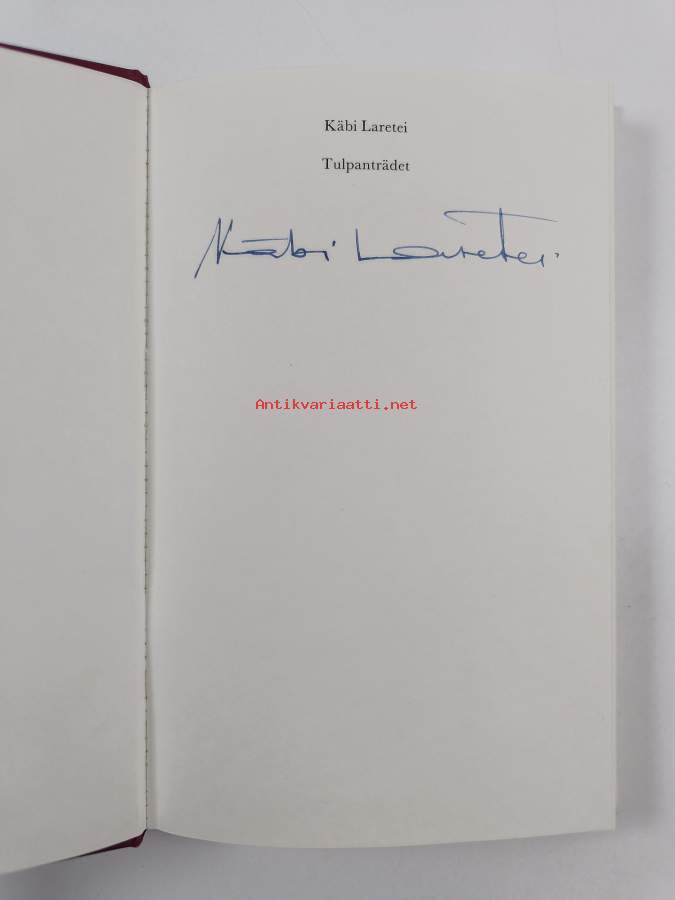 Käbi Laretei
Tulpanträdet
Käbi Laretei
Antikvariaatti.net